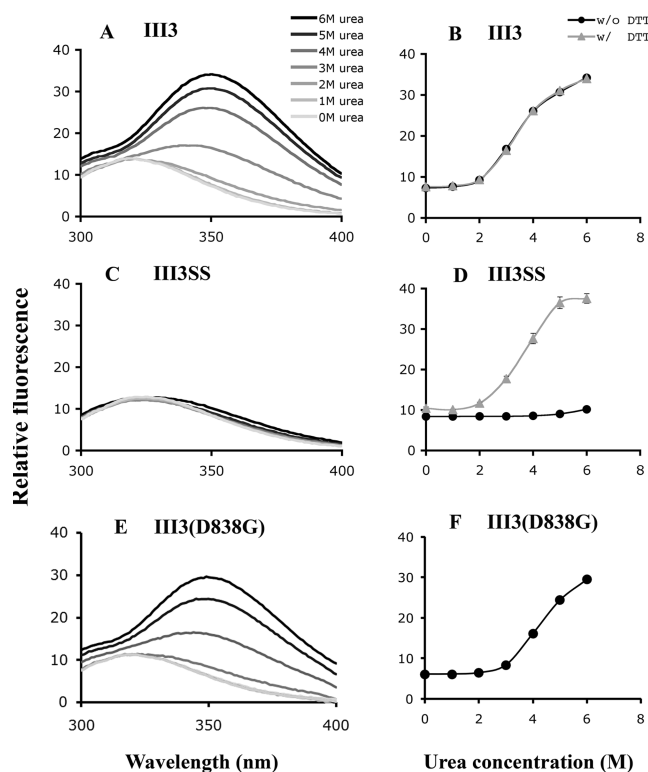 A III3
6M urea
5M urea
4M urea
3M urea
2M urea
1M urea
0M urea
40
30
20
10
0
300 350 400
B III3
w/o DTT
w/ DTT
40
30
20
10
0
0 2 4 6 8
C III3SS
40
30
20
10
0
300 350 400
D III3SS
40
30
20
10
0
0 2 4 6 8
E III3(D838G)
40
30
20
10
0
300 350 400
F III3(D838G)
40
30
20
10
0
0 2 4 6 8
Relative fluorescence
Wavelength (nm)
Urea concentration (M)